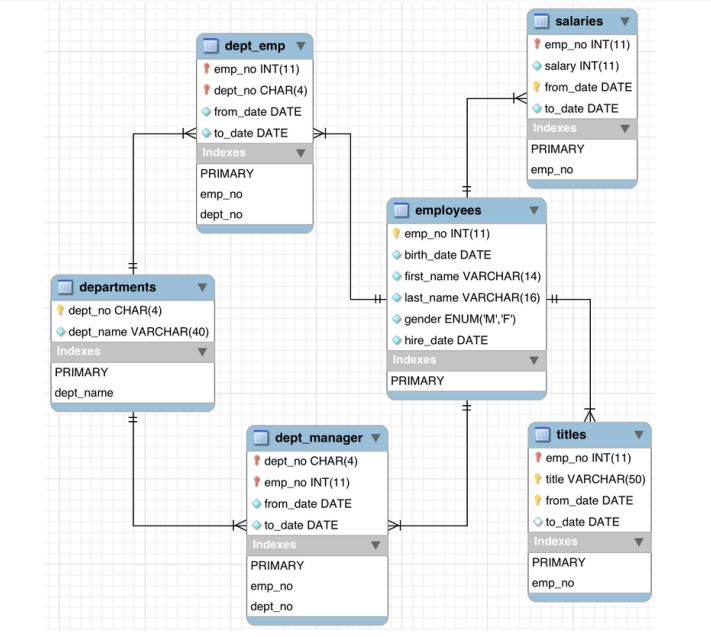 dept_emp
emp_no INT(11)
dept_no CHAR(4)
from_date DATE
to_date DATE
Indexes
PRIMARY
emp_no
dept_no
salaries
emp_no INT(11)
salary INT(11)
from_date DATE
to_date DATE
Indexes
PRIMARY
emp_no
employees
emp_no INT(11)
birth_date DATE
first_name VARCHAR(14)
last_name VARCHAR(16)
gender ENUM('M','F')
hire_date DATE
Indexes
PRIMARY
departments
dept_no CHAR(4)
dept_name VARCHAR(40)
Indexes
PRIMARY
dept_name
dept_manager
dept_no CHAR(4)
emp_no INT(11)
from_date DATE
to_date DATE
Indexes
PRIMARY
emp_no
dept_no
titles
emp_no INT(11)
title VARCHAR(50)
from_date DATE
to_date DATE
Indexes
PRIMARY
emp_no